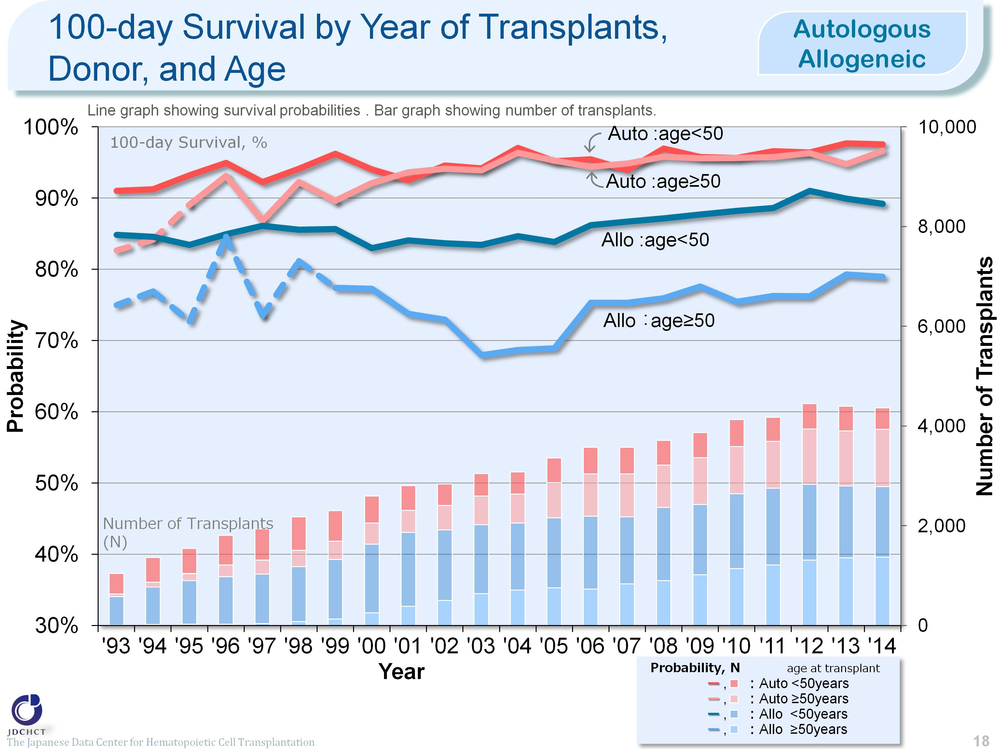 100-day Survival by Year of Transplants,
Donor, and Age
Autologous
Allogeneic
Line graph showing survival probabilities . Bar graph showing number of transplants.
100-day Survival, %
100%
90%
80%
70%
60%
50%
40%
30%
Probability
10,000
8,000
6,000
4,000
2,000
0
Number of Transplants
Auto :age<50
Auto :age≥50
Allo :age<50
Allo :age≥50
Number of Transplants
(N)
'93 '94 '95 '96 '97 '98 '99 '00 '01 '02 '03 '04 '05 '06 '07 '08 '09 '10 '11 '12 '13 '14
Year
Probability, N age at transplant
, : Auto <50years
, : Auto ≥50years
, : Allo <50years
, : Allo ≥50years
JDCHCT
The Japanese Data Center for Hematopoietic Cell Transplantation
18